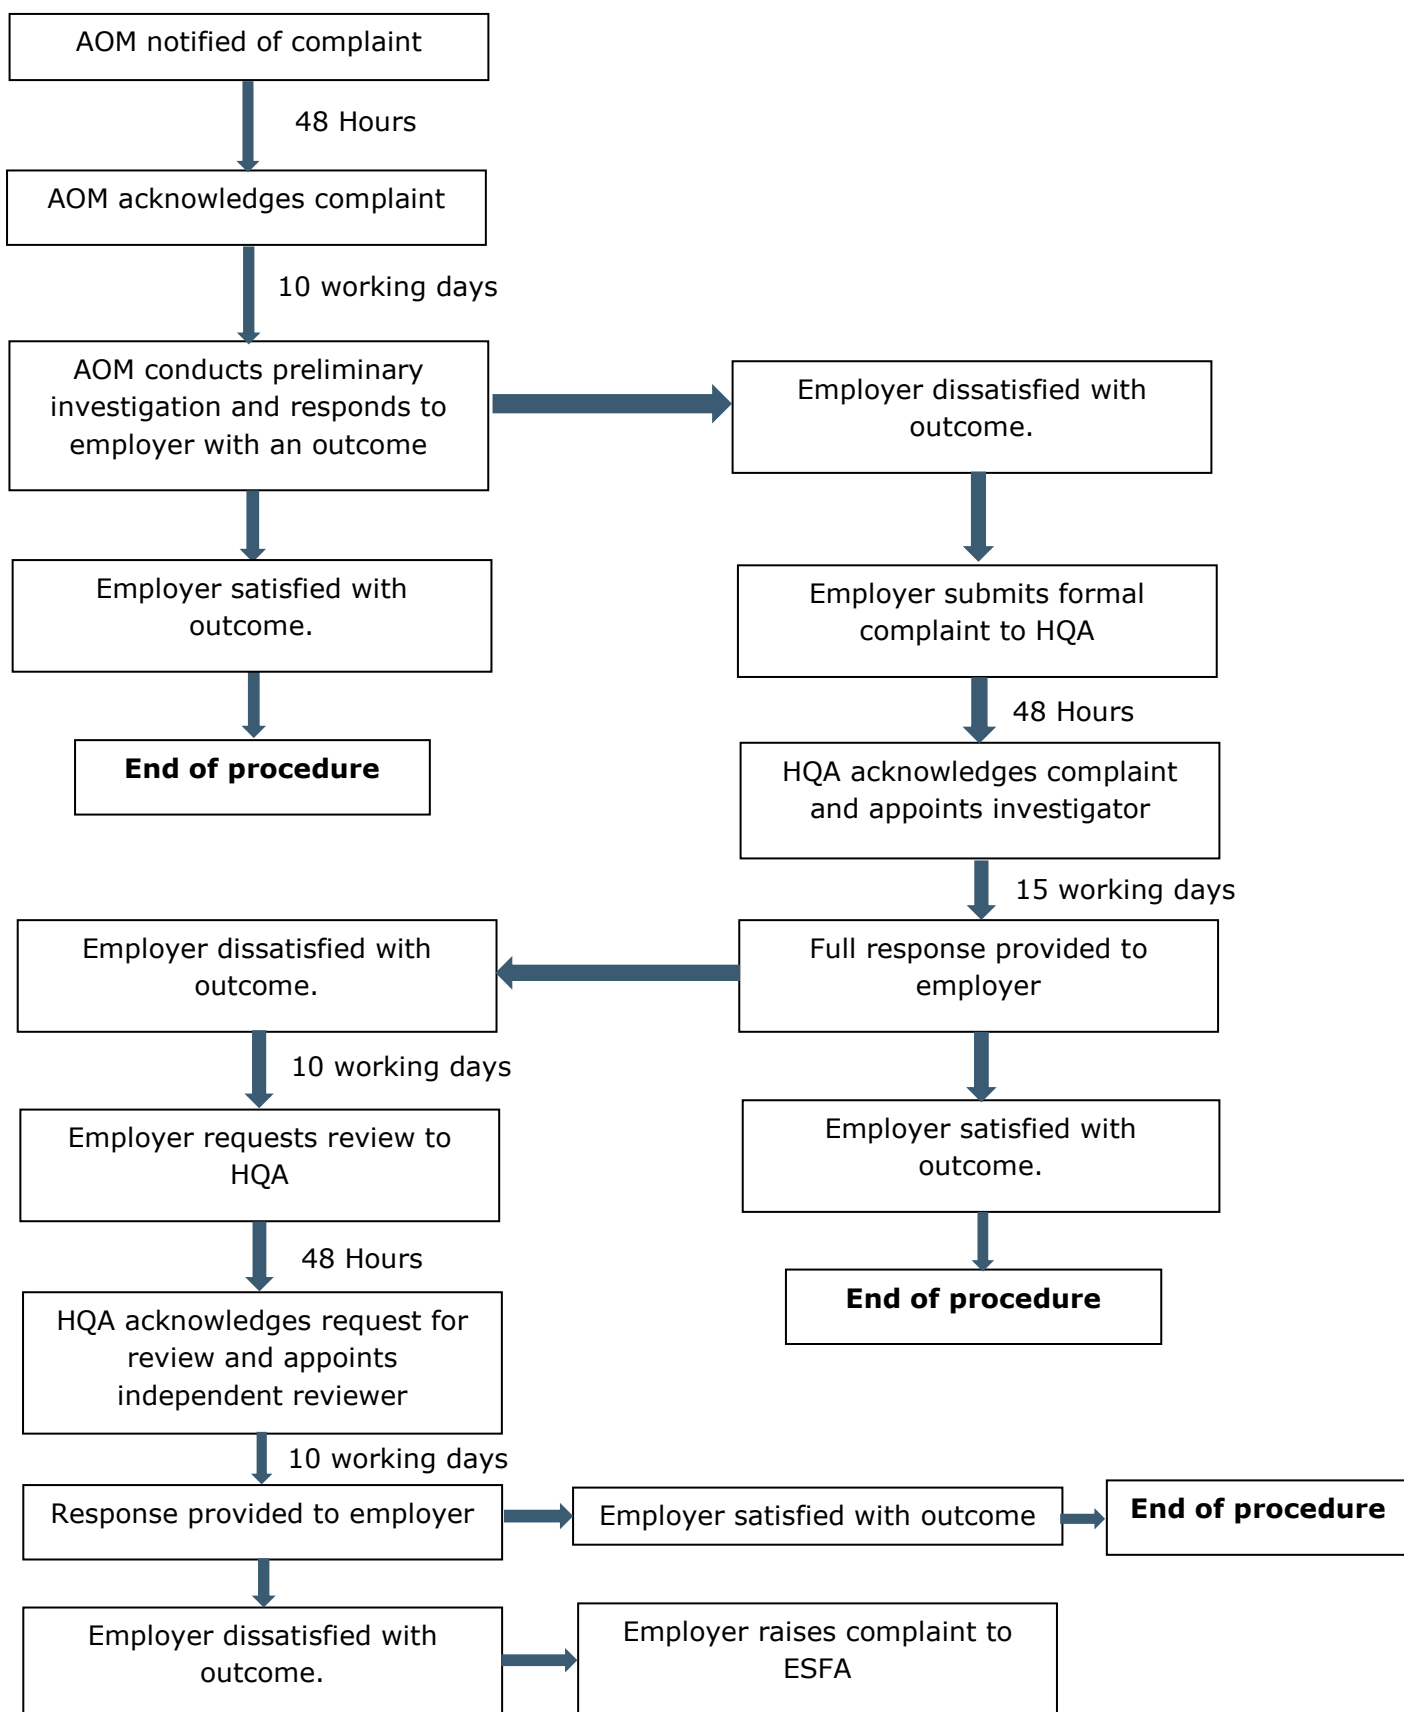 AOM notified of complaint
48 Hours
AOM acknowledges complaint
10 working days
AOM conducts preliminary
investigation and responds to
employer with an outcome
Employer dissatisfied with
outcome.
Employer satisfied with
outcome.
Employer submits formal
complaint to HQA
48 Hours
End of procedure
HQA acknowledges complaint
and appoints investigator
15 working days
Employer dissatisfied with
outcome.
Full response provided to
employer
10 working days
Employer requests review to
HQA
Employer satisfied with
outcome.
48 Hours
End of procedure
HQA acknowledges request for
review and appoints
independent reviewer
10 working days
Response provided to employer
Employer satisfied with outcome
End of procedure
Employer dissatisfied with
outcome.
Employer raises complaint to
ESFA